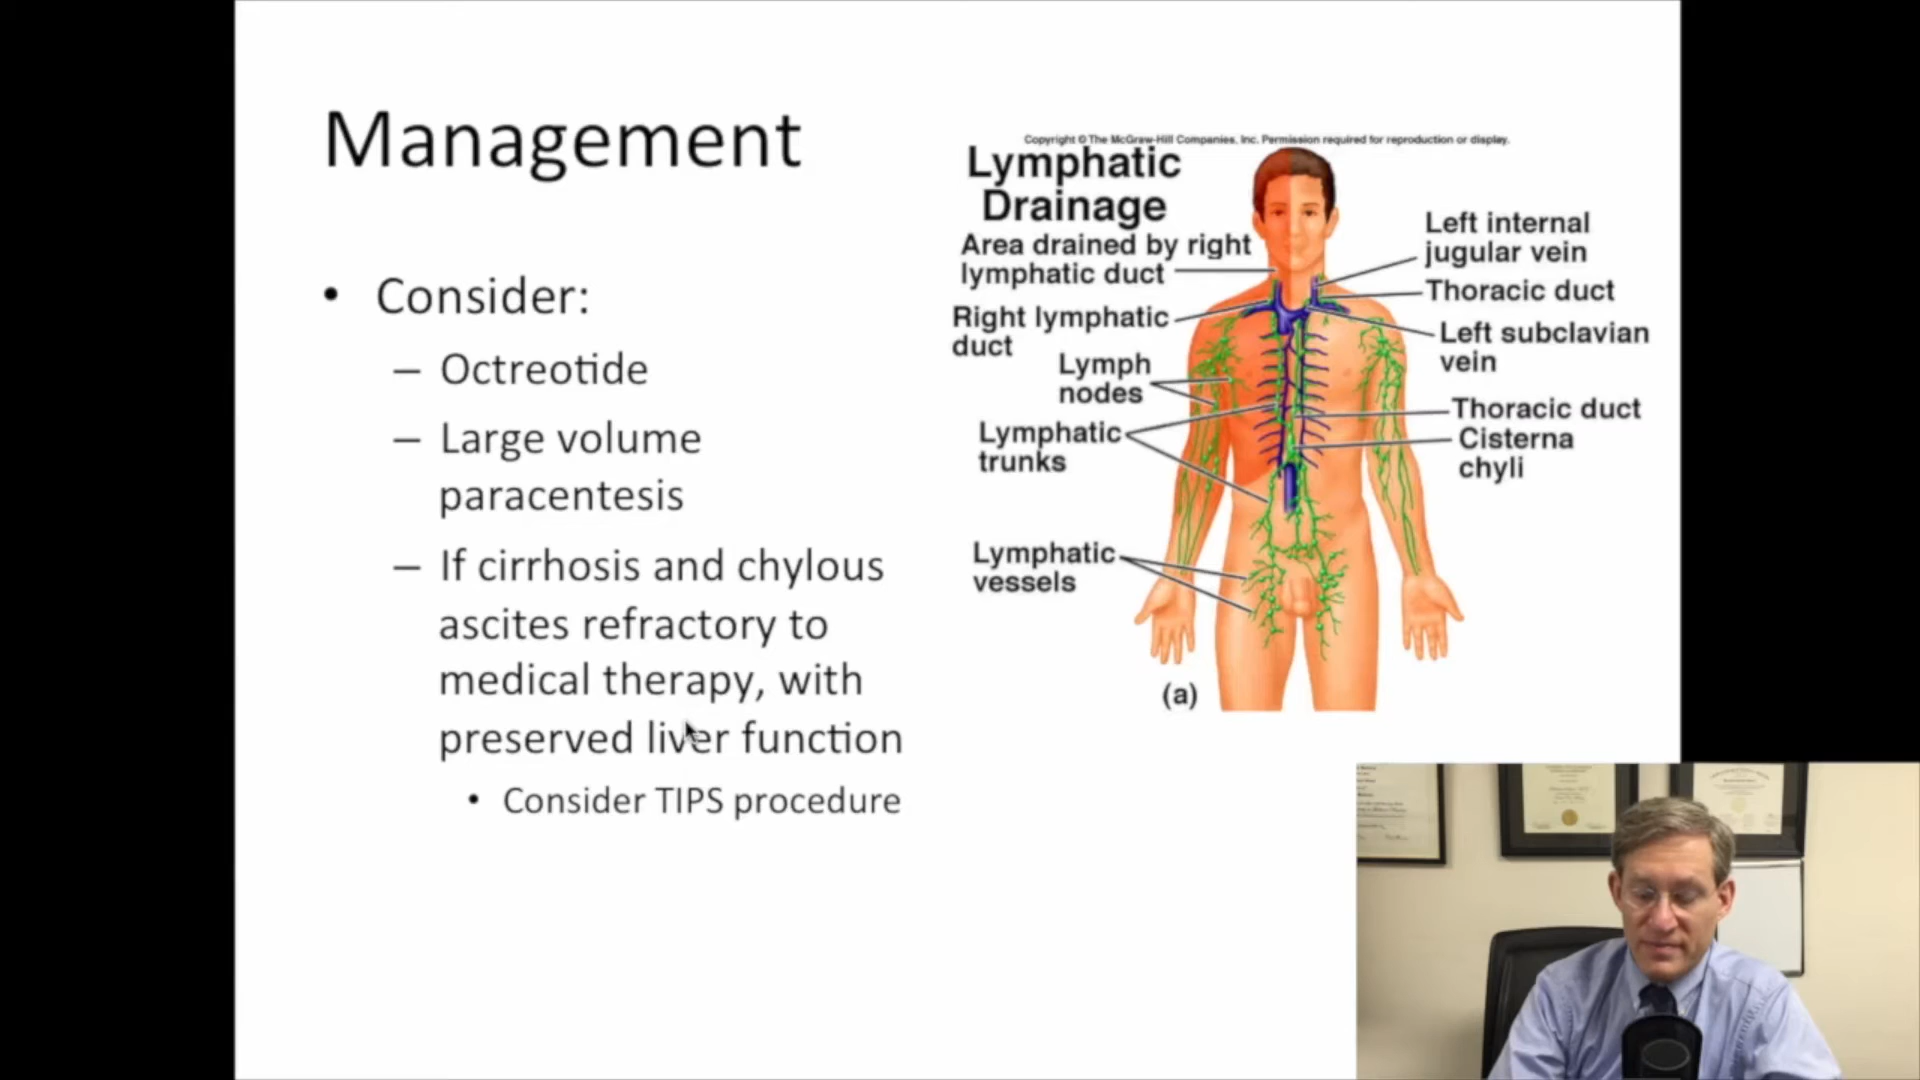 Management
• Consider:
– Octreotide
– Large volume
paracentesis
– If cirrhosis and chylous
ascites refractory to
medical therapy, with
preserved liver function
• Consider TIPS procedure
Copyright © The McGraw-Hill Companies, Inc. Permission required for reproduction or display.
Lymphatic
Drainage
Area drained by right
lymphatic duct
Right lymphatic
duct
Lymph
nodes
Lymphatic
trunks
Lymphatic
vessels
Left internal
jugular vein
Thoracic duct
Left subclavian
vein
Thoracic duct
Cisterna
chyli
(a)